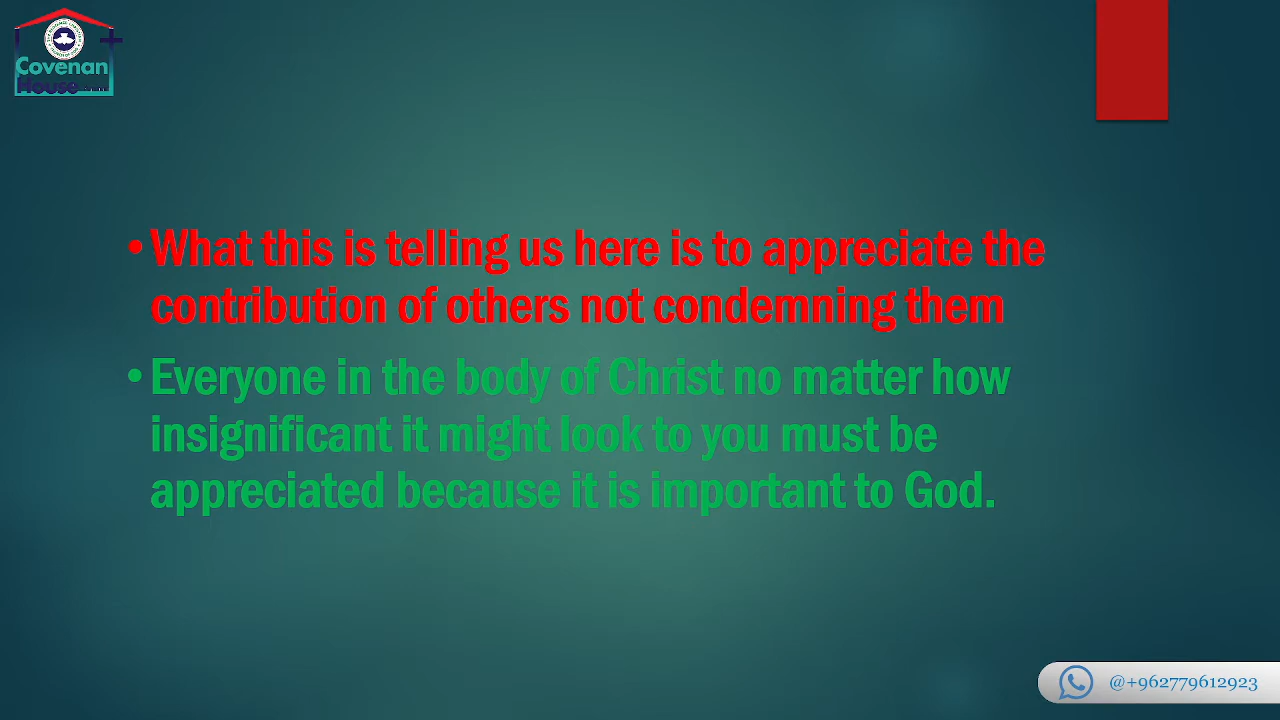 Covenan
House
•What this is telling us here is to appreciate the
contribution of others not condemning them
•Everyone in the body of Christ no matter how
insignificant it might look to you must be
appreciated because it is important to God.
@+962779612923